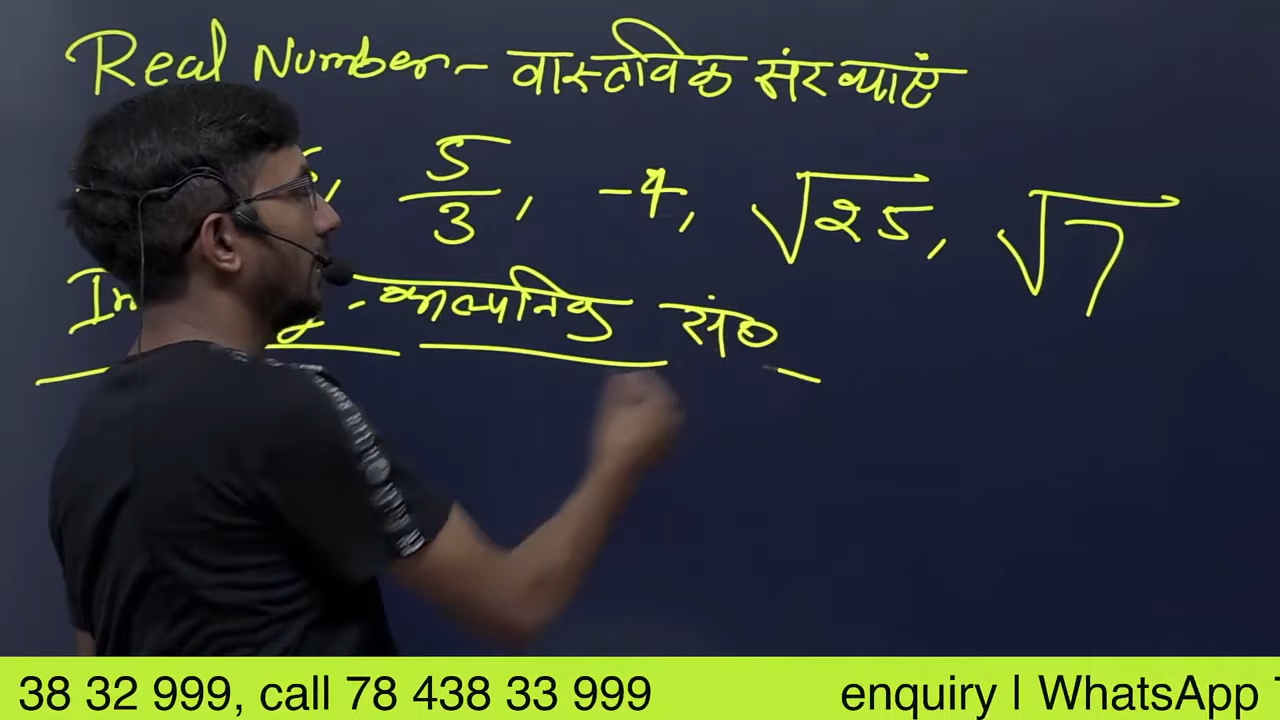 Real Number - वास्तविक संख्याएं
5/3, -4, √25, √7
- काल्पनिक सं०
38 32 999, call 78 438 33 999 enquiry | WhatsApp